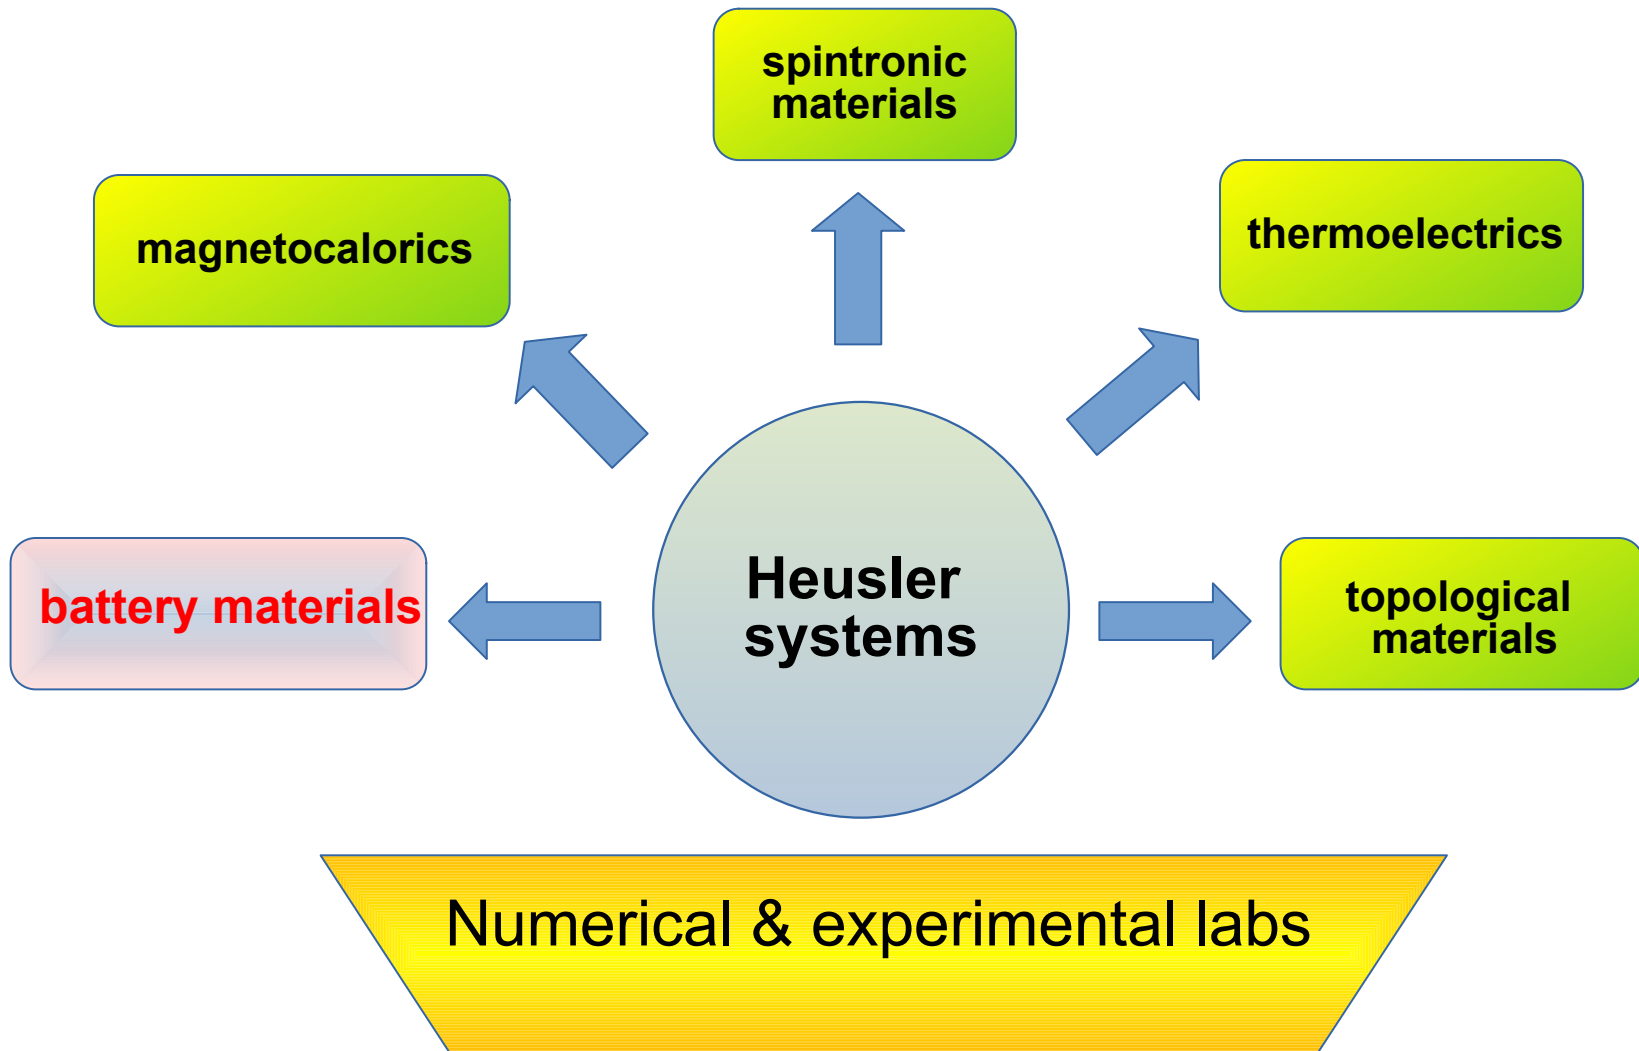 spintronic
materials
magnetocalorics
thermoelectrics
battery materials
Heusler
systems
topological
materials
Numerical & experimental labs